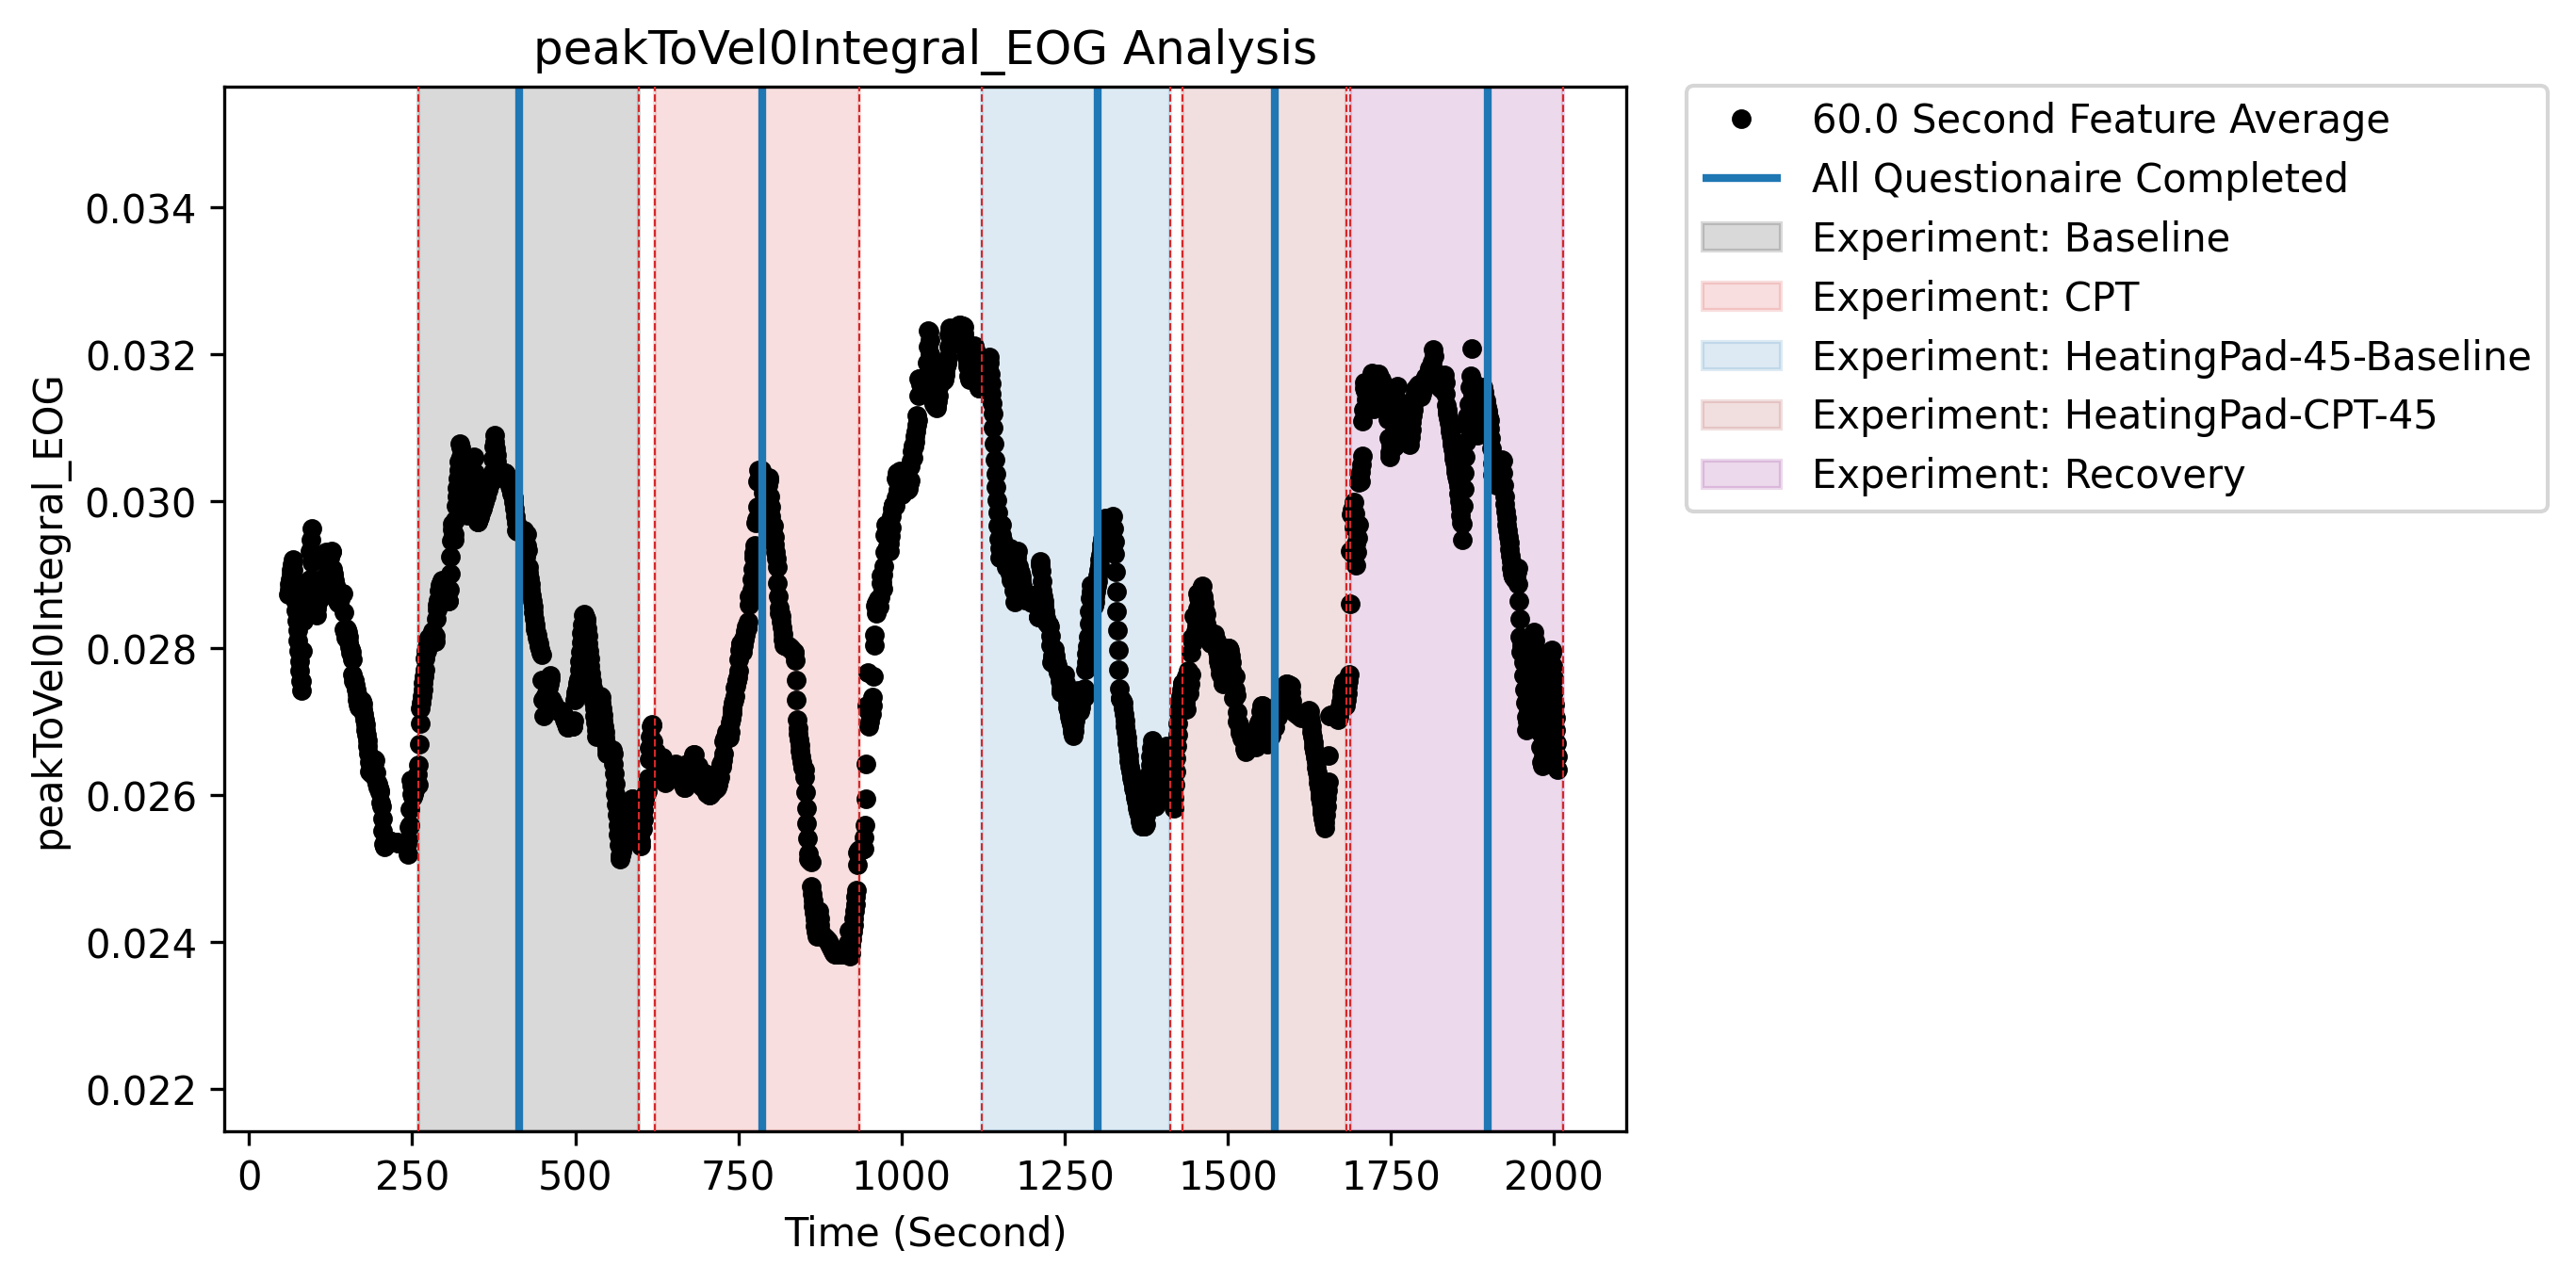 peakToVel0Integral_EOG Analysis
60.0 Second Feature Average
All Questionaire Completed
Experiment: Baseline
Experiment: CPT
Experiment: HeatingPad-45-Baseline
Experiment: HeatingPad-CPT-45
Experiment: Recovery
peakToVel0Integral_EOG
0.034
0.032
0.030
0.028
0.026
0.024
0.022
0 250 500 750 1000 1250 1500 1750 2000
Time (Second)